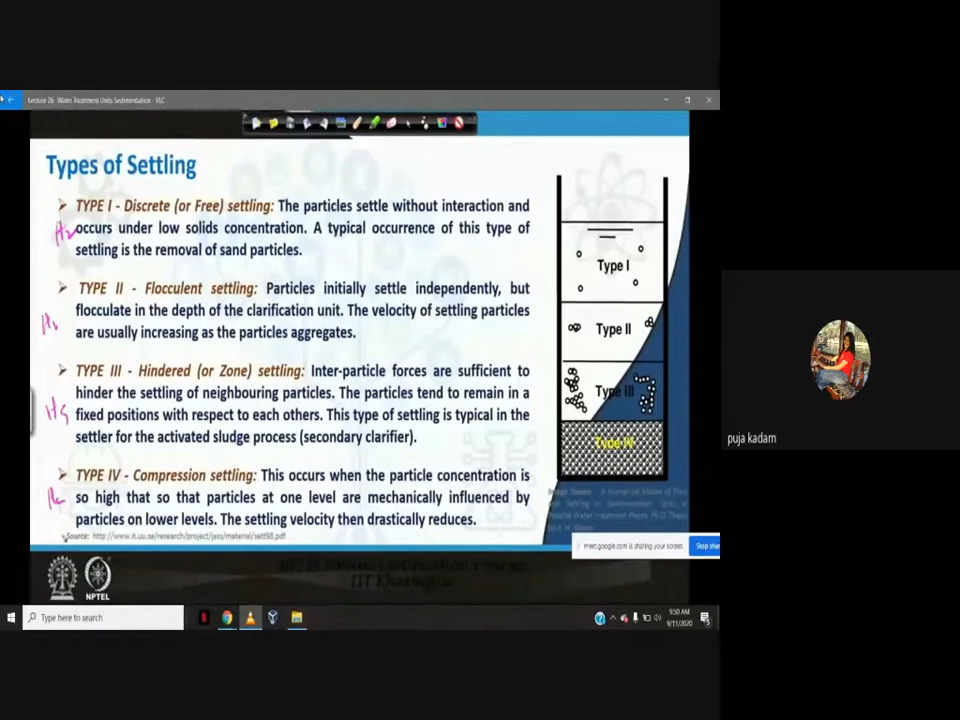 Lecture 26 Water Treatment Units Sedimentation - VLC
Types of Settling
TYPE I - Discrete (or Free) settling: The particles settle without interaction and
occurs under low solids concentration. A typical occurrence of this type of
settling is the removal of sand particles.
TYPE II - Flocculent settling: Particles initially settle independently, but
flocculate in the depth of the clarification unit. The velocity of settling particles
are usually increasing as the particles aggregates.
TYPE III - Hindered (or Zone) settling: Inter-particle forces are sufficient to
hinder the settling of neighbouring particles. The particles tend to remain in a
fixed positions with respect to each others. This type of settling is typical in the
settler for the activated sludge process (secondary clarifier).
TYPE IV - Compression settling: This occurs when the particle concentration is
so high that so that particles at one level are mechanically influenced by
particles on lower levels. The settling velocity then drastically reduces.
Source: http://www.it.uu.se/research/project/jass/material/sett98.pdf
Type I
Type II
Type III
Type IV
meet.google.com is sharing your screen.
Stop
NPTEL
Type here to search
9:50 AM
9/11/2020
puja kadam